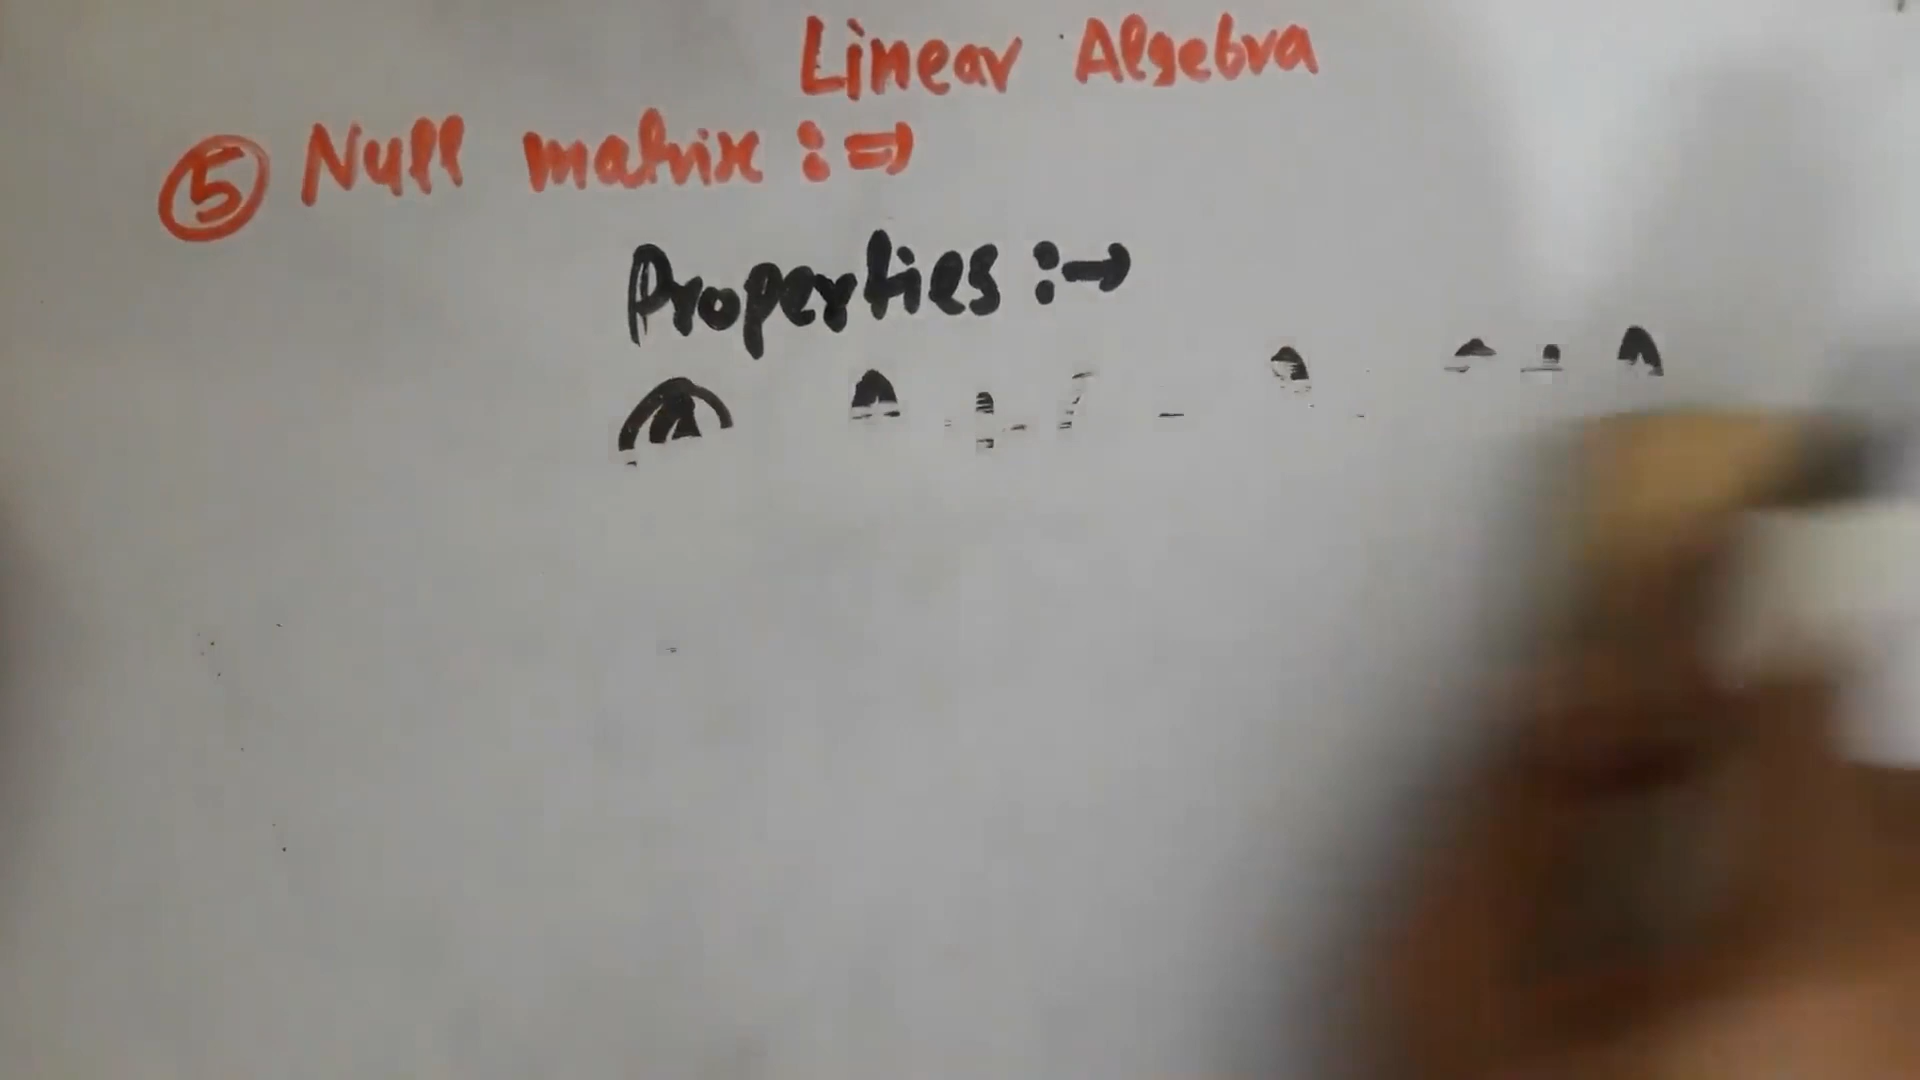 Linear Algebra
⑤ Null matrix :⇒
Properties :→